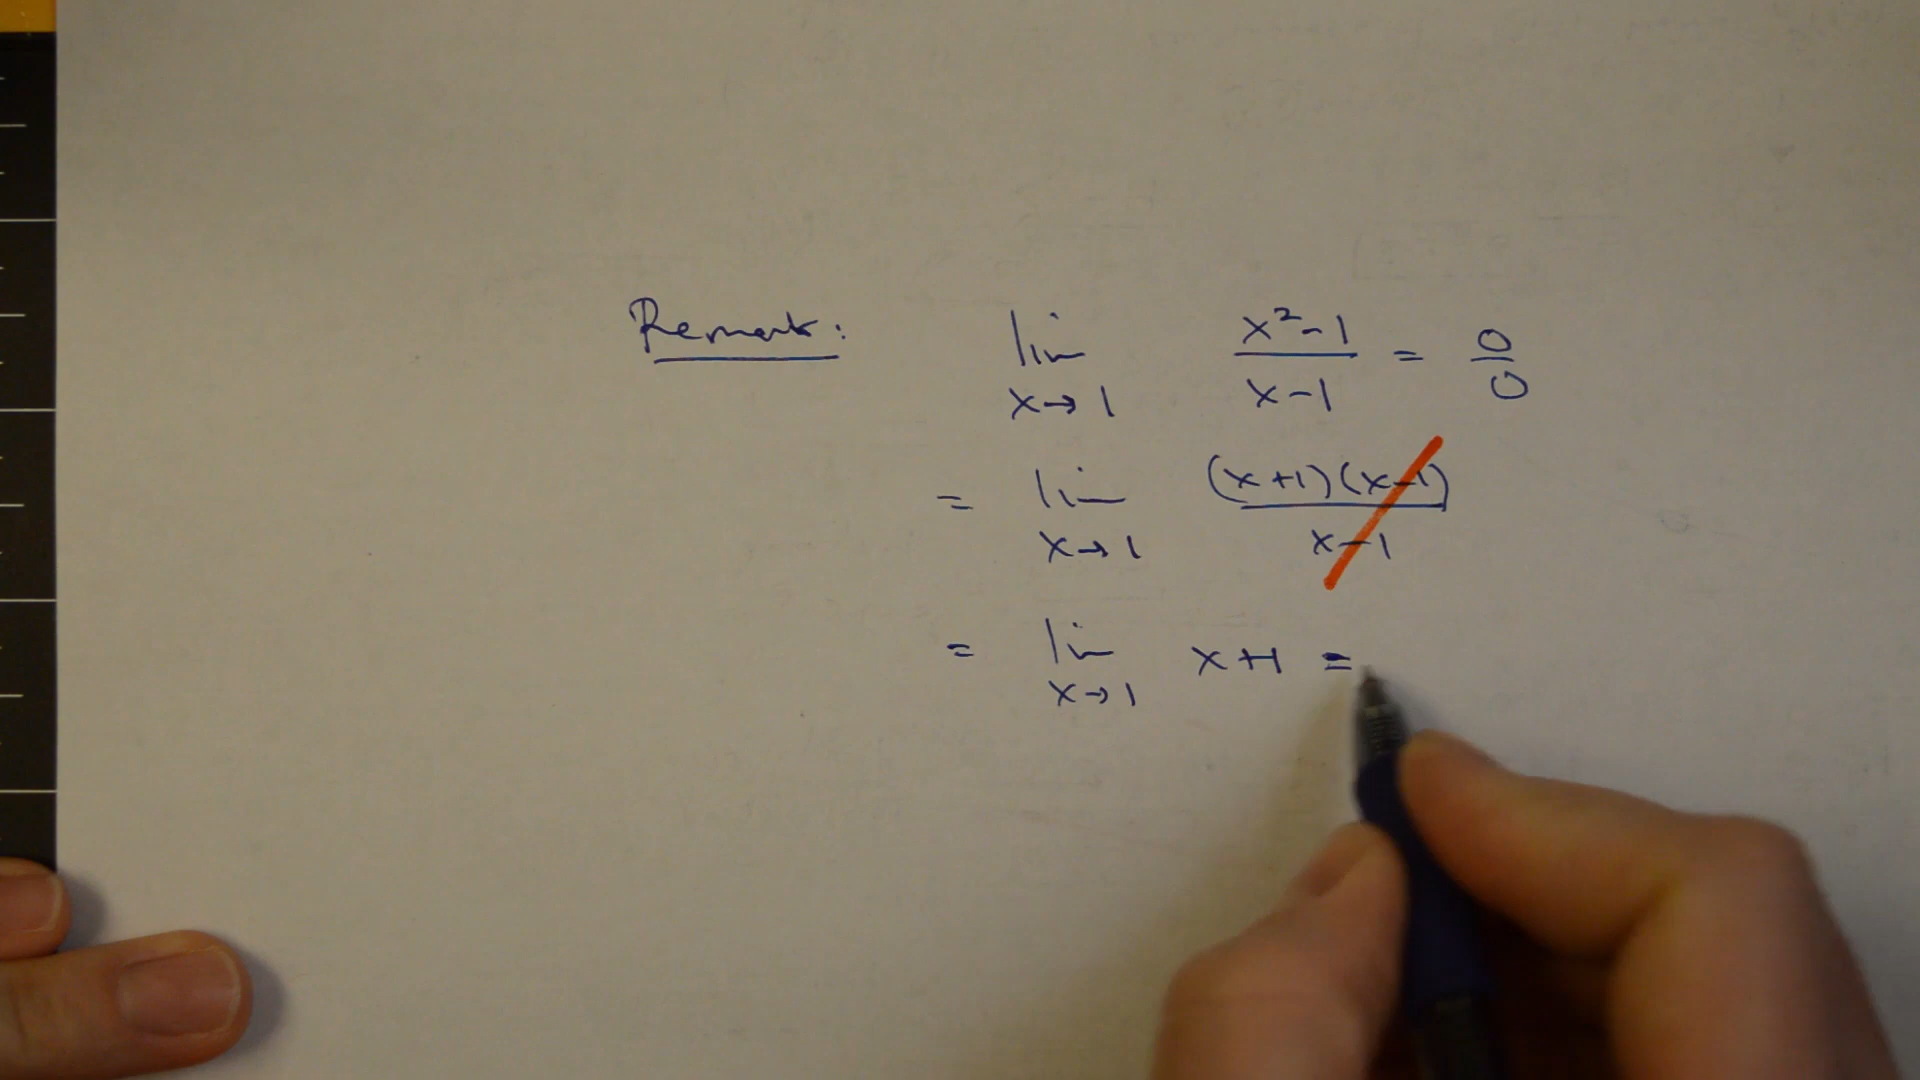 Remark: lim x→1 x²-1 / x-1 = 0/0
= lim x→1 (x+1)(x-1) / x-1
= lim x→1 x+1 =